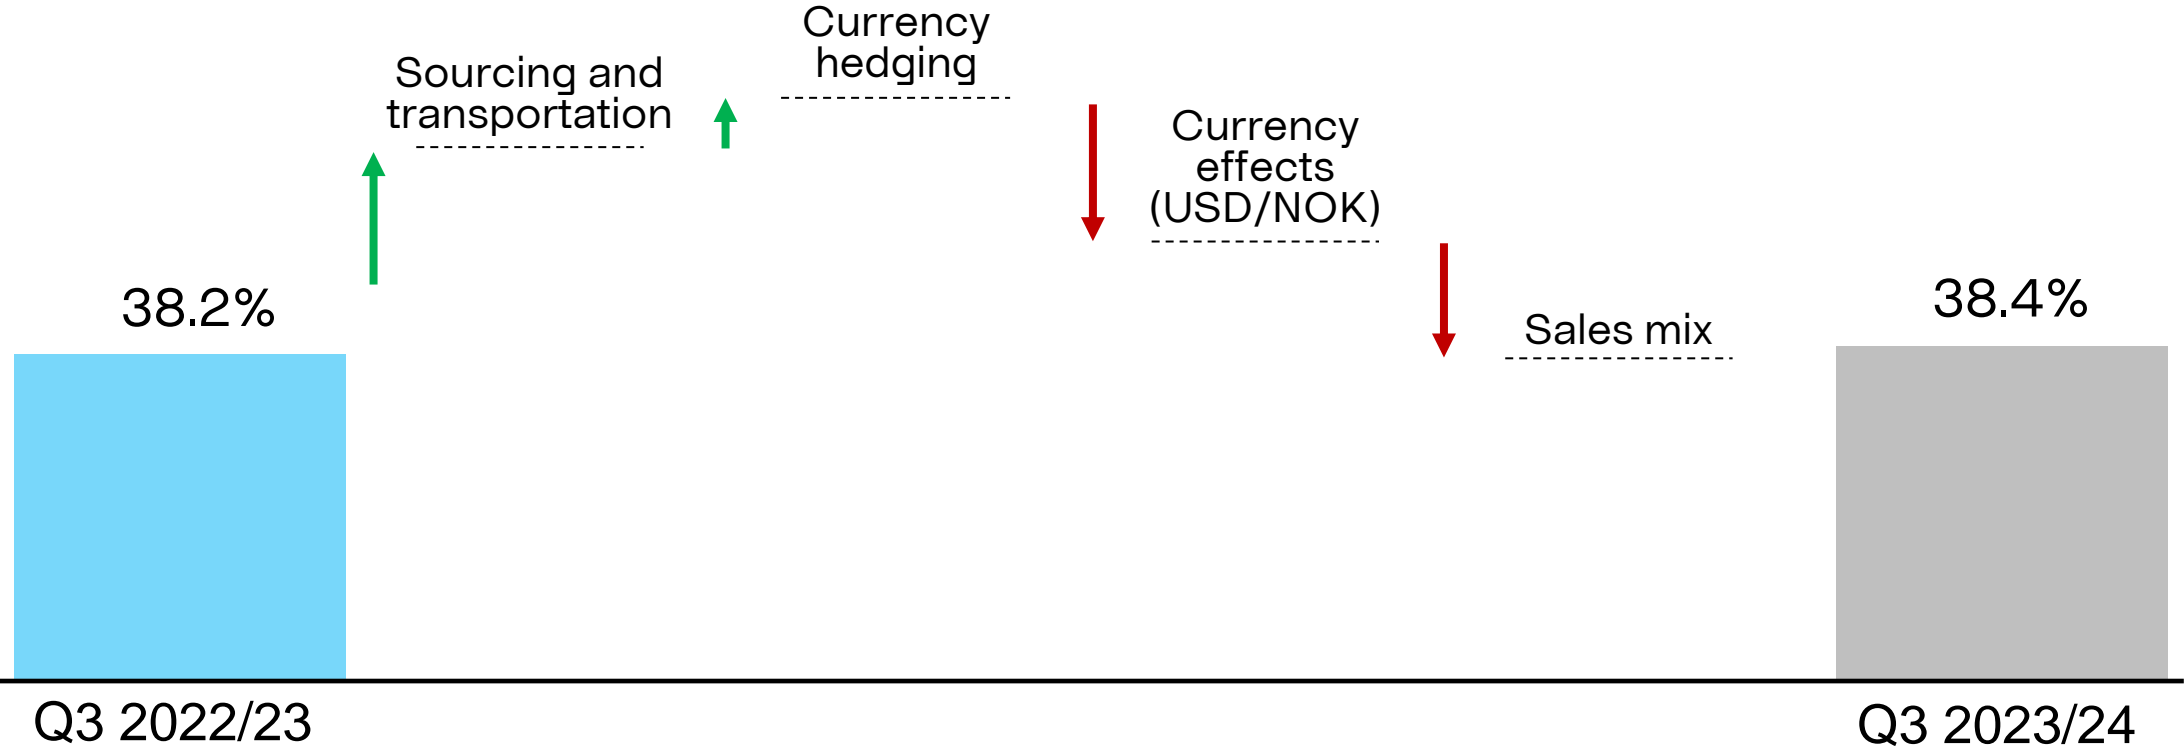 Currency
hedging
Sourcing and
transportation
Currency
effects
(USD/NOK)
38.2%
Sales mix
38.4%
Q3 2022/23
Q3 2023/24